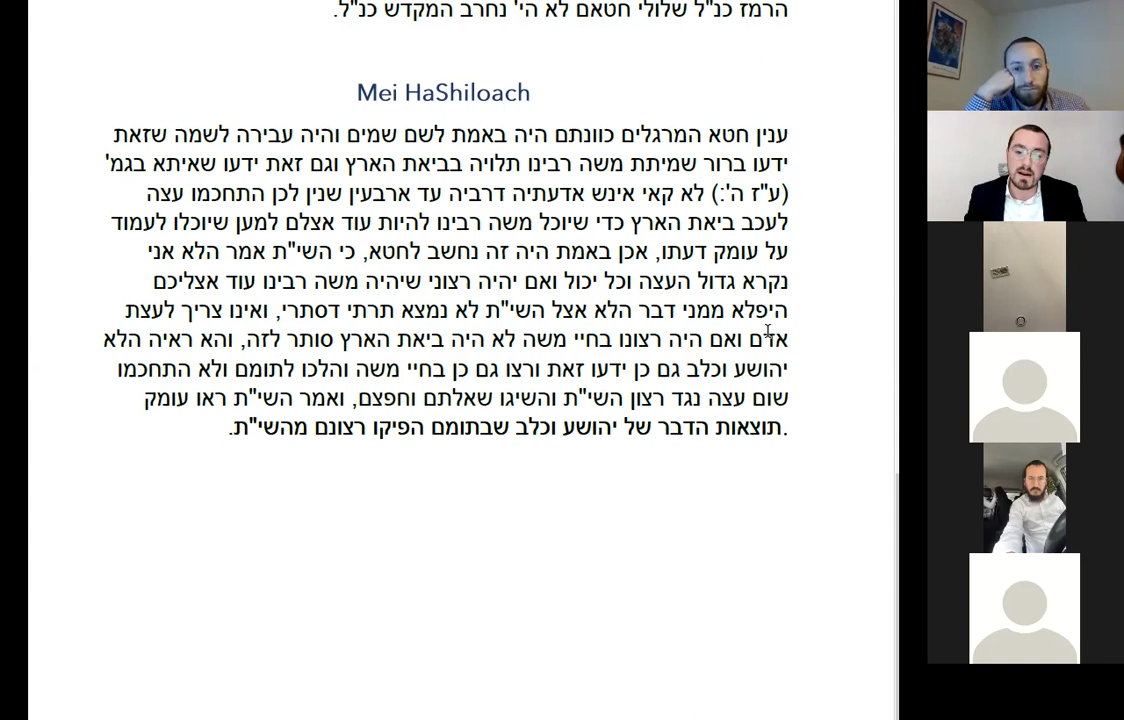 הרמז כנ"ל שלולי חטאם לא הי' נחרב המקדש כנ"ל.
Mei HaShiloach
ענין חטא המרגלים כוונתם היה באמת לשם שמים והיה עבירה לשמה שזאת
ידעו ברור שמיתת משה רבינו תלויה בביאת הארץ וגם זאת ידעו שאיתא בגמ'
(ע"ז ה':) לא קאי אינש אדעתיה דרביה עד ארבעין שנין לכן התחכמו עצה
לעכב ביאת הארץ כדי שיוכל משה רבינו להיות עוד אצלם למען שיוכלו לעמוד
על עומק דעתו, אכן באמת היה זה נחשב לחטא, כי השי"ת אמר הלא אני
נקרא גדול העצה וכל יכול ואם יהיה רצוני שיהיה משה רבינו עוד אצליכם
היפלא ממני דבר הלא אצל השי"ת לא נמצא תרתי דסתרי, ואינו צריך לעצת
אדם ואם היה רצונו בחיי משה לא היה ביאת הארץ סותר לזה, והא ראיה הלא
יהושע וכלב גם כן ידעו זאת ורצו גם כן בחיי משה והלכו לתומם ולא התחכמו
שום עצה נגד רצון השי"ת והשיגו שאלתם וחפצם, ואמר השי"ת ראו עומק
.תוצאות הדבר של יהושע וכלב שבתומם הפיקו רצונם מהשי"ת.